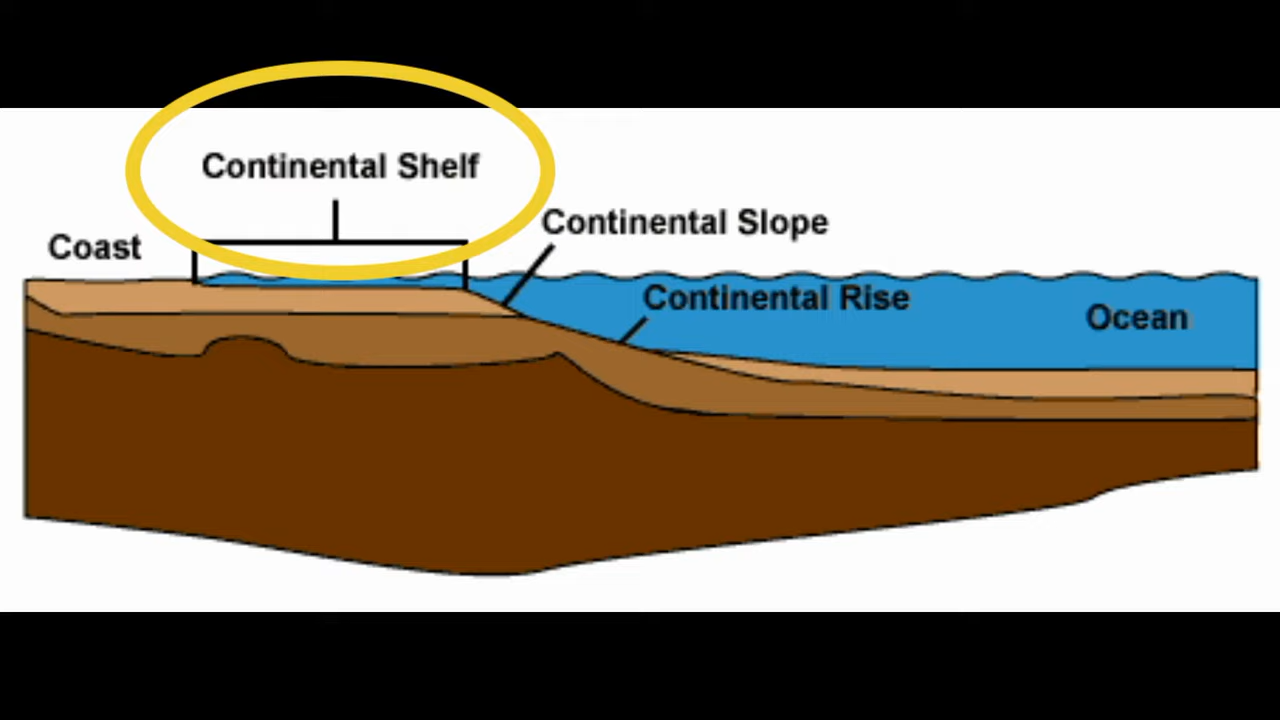 Continental Shelf
Continental Slope
Coast
Continental Rise
Ocean